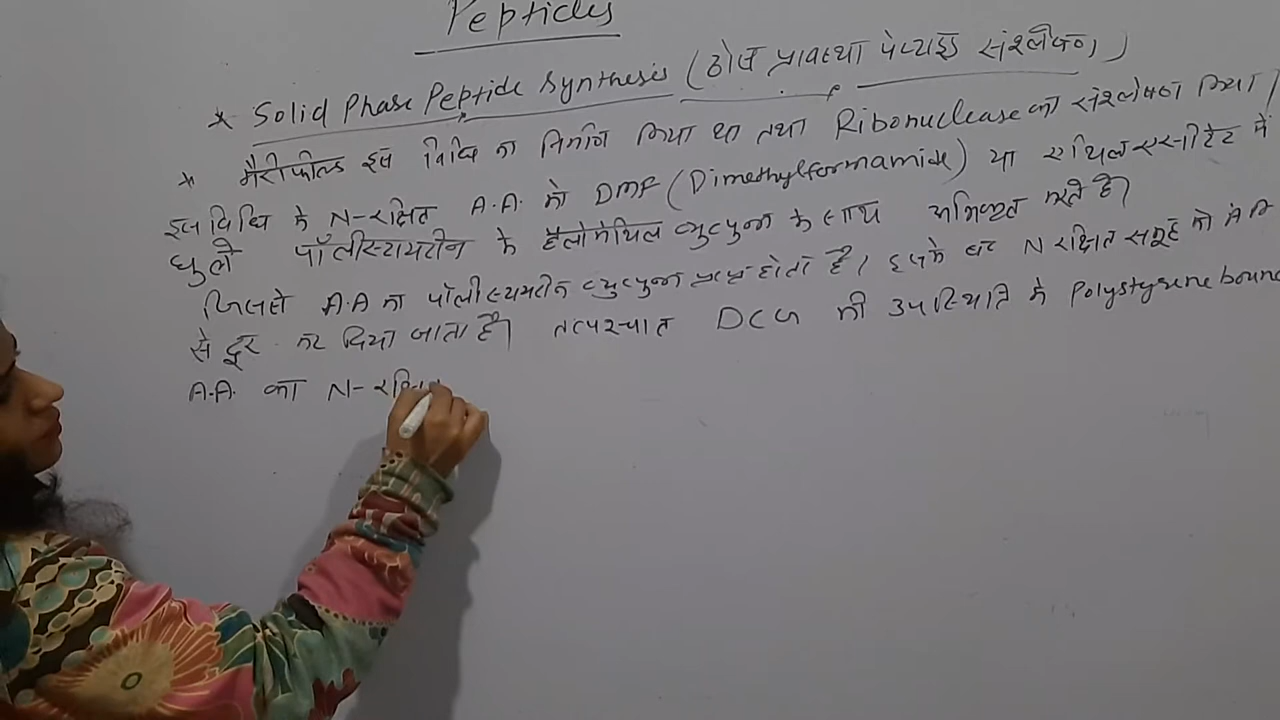 Peptides
* Solid Phase Peptide Synthesis (ठोस प्रावस्था पेप्टाइड संश्लेषण)
* मैरीफील्ड इस विधि का निर्माण किया था तथा Ribonuclease का संश्लेषण किया।
इस विधि में N-रक्षित A.A. को DMF (Dimethylformamide) या एथिल एसीटेट में
घुले पॉलीस्टायरीन के हैलोमेथिल व्युत्पन्न के साथ अभिकृत करते हैं।
जिससे A.A का पॉलीस्टायरीन व्युत्पन्न प्राप्त होता है। इसके बाद N रक्षित समूह को A.A
से दूर कर दिया जाता है। तत्पश्चात DCC की उपस्थिति में Polystyrene bound
A.A. का N-रक्षि